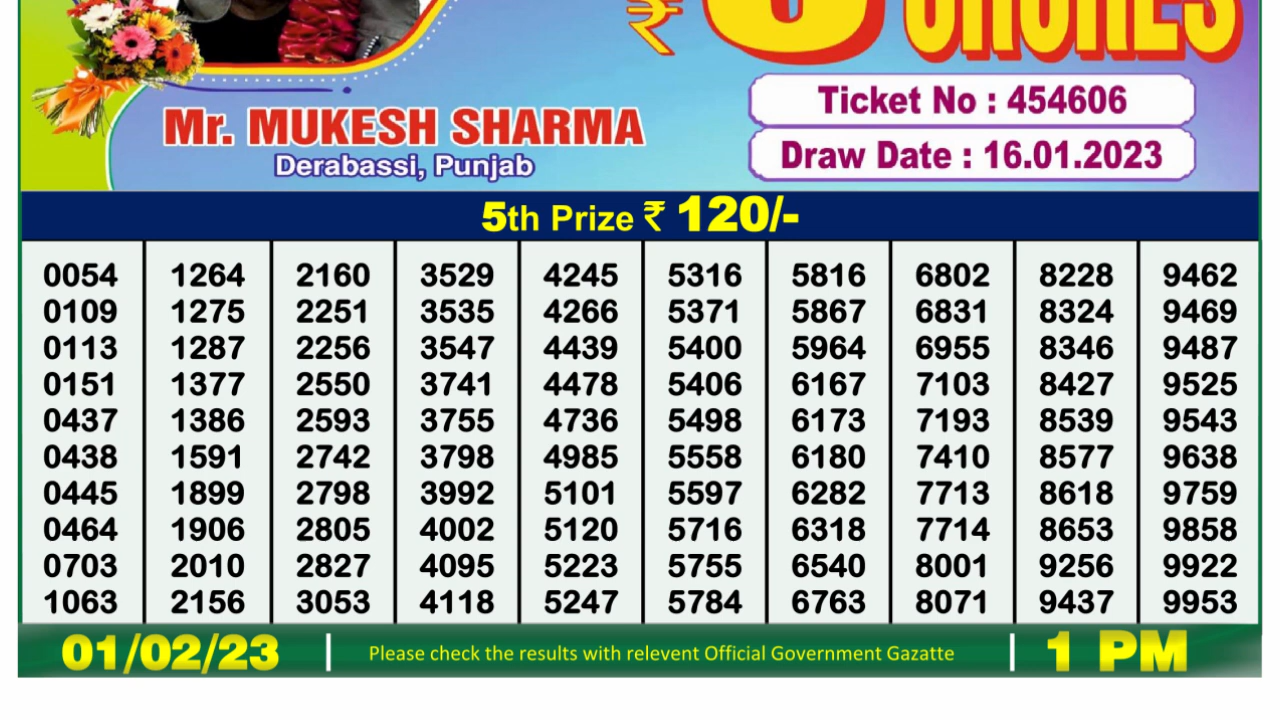 ₹ 3 CRORES
Mr. MUKESH SHARMA
Derabassi, Punjab
Ticket No : 454606
Draw Date : 16.01.2023
5th Prize ₹ 120/-
0054 1264 2160 3529 4245 5316 5816 6802 8228 9462
0109 1275 2251 3535 4266 5371 5867 6831 8324 9469
0113 1287 2256 3547 4439 5400 5964 6955 8346 9487
0151 1377 2550 3741 4478 5406 6167 7103 8427 9525
0437 1386 2593 3755 4736 5498 6173 7193 8539 9543
0438 1591 2742 3798 4985 5558 6180 7410 8577 9638
0445 1899 2798 3992 5101 5597 6282 7713 8618 9759
0464 1906 2805 4002 5120 5716 6318 7714 8653 9858
0703 2010 2827 4095 5223 5755 6540 8001 9256 9922
1063 2156 3053 4118 5247 5784 6763 8071 9437 9953
01/02/23 | Please check the results with relevent Official Government Gazatte | 1 PM